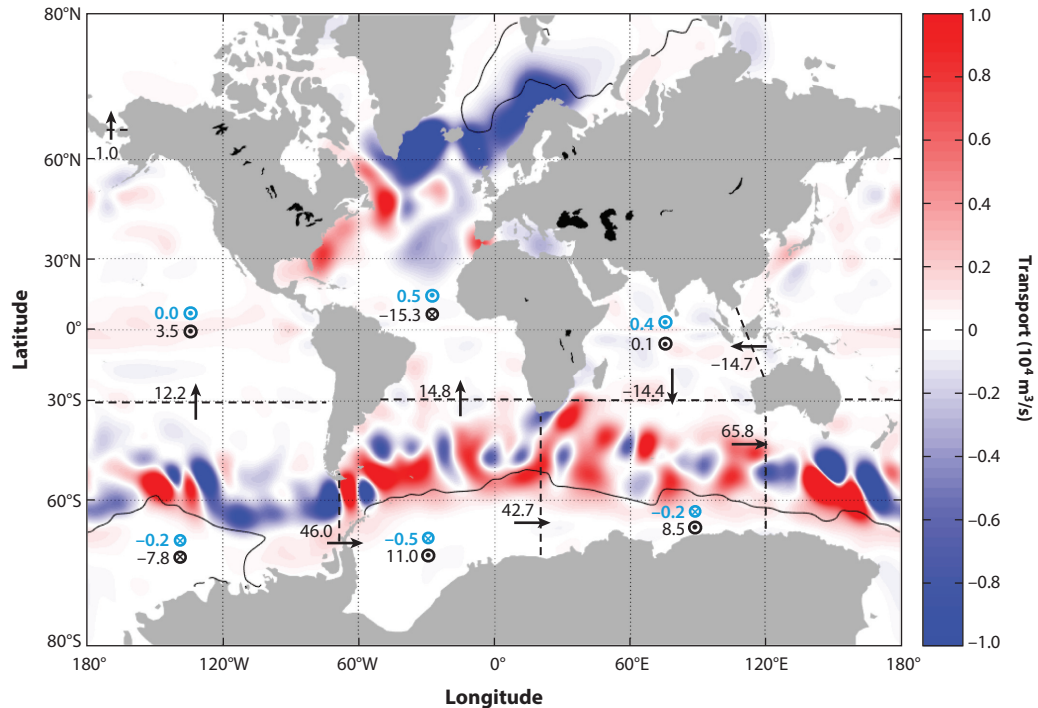 80°N
60°N
30°N
0°
30°S
60°S
80°S
Latitude
180°
120°W
60°W
0°
60°E
120°E
180°
Longitude
1.0
0.0
3.5
0.5
−15.3
0.4
0.1
−14.7
12.2
14.8
−14.4
65.8
46.0
42.7
−0.2
−7.8
−0.5
11.0
−0.2
8.5
1.0
0.8
0.6
0.4
0.2
0
−0.2
−0.4
−0.6
−0.8
−1.0
Transport (10⁴ m³/s)